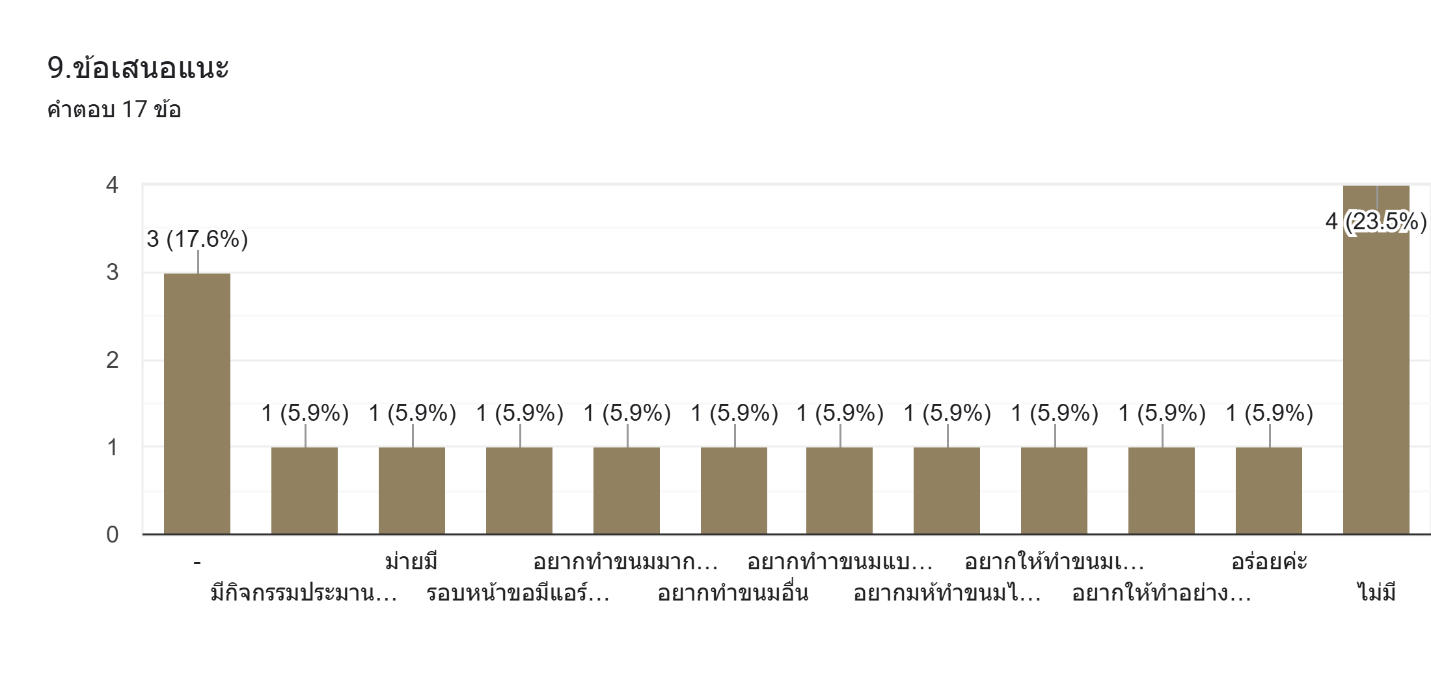 9.ข้อเสนอแนะ
คำตอบ 17 ข้อ
4
3
2
1
0
3 (17.6%)
1 (5.9%)
1 (5.9%)
1 (5.9%)
1 (5.9%)
1 (5.9%)
1 (5.9%)
1 (5.9%)
1 (5.9%)
1 (5.9%)
1 (5.9%)
4 (23.5%)
-
มีกิจกรรมประมาน…
ม่ายมี
รอบหน้าขอมีแอร์…
อยากทำขนมมาก…
อยากทำขนมอื่น
อยากทำาขนมแบ…
อยากมห้ทำขนมไ…
อยากให้ทำขนมเ…
อยากให้ทำอย่าง…
อร่อยค่ะ
ไม่มี